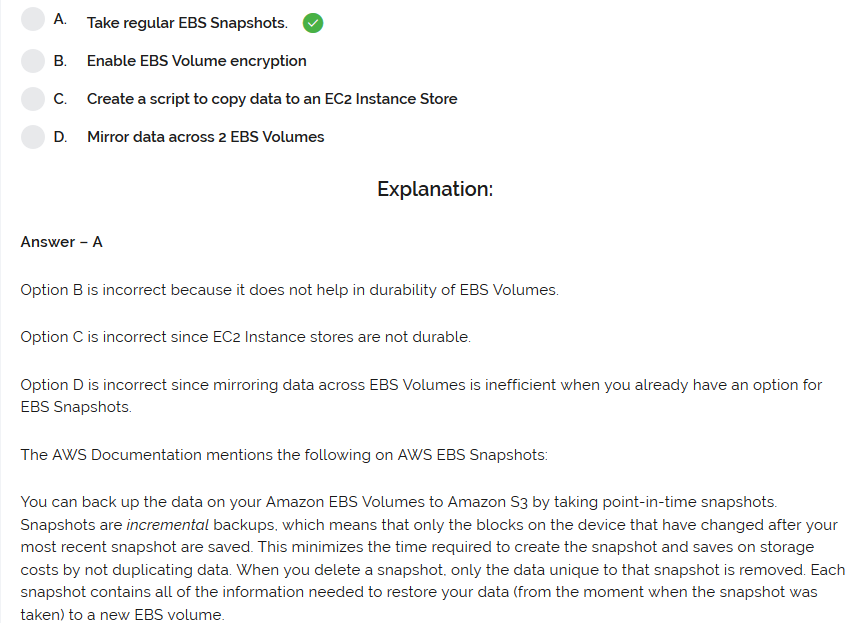 A. Take regular EBS Snapshots.
B. Enable EBS Volume encryption
C. Create a script to copy data to an EC2 Instance Store
D. Mirror data across 2 EBS Volumes
Explanation:
Answer – A
Option B is incorrect because it does not help in durability of EBS Volumes.
Option C is incorrect since EC2 Instance stores are not durable.
Option D is incorrect since mirroring data across EBS Volumes is inefficient when you already have an option for
EBS Snapshots.
The AWS Documentation mentions the following on AWS EBS Snapshots:
You can back up the data on your Amazon EBS Volumes to Amazon S3 by taking point-in-time snapshots.
Snapshots are incremental backups, which means that only the blocks on the device that have changed after your
most recent snapshot are saved. This minimizes the time required to create the snapshot and saves on storage
costs by not duplicating data. When you delete a snapshot, only the data unique to that snapshot is removed. Each
snapshot contains all of the information needed to restore your data (from the moment when the snapshot was
taken) to a new EBS volume.